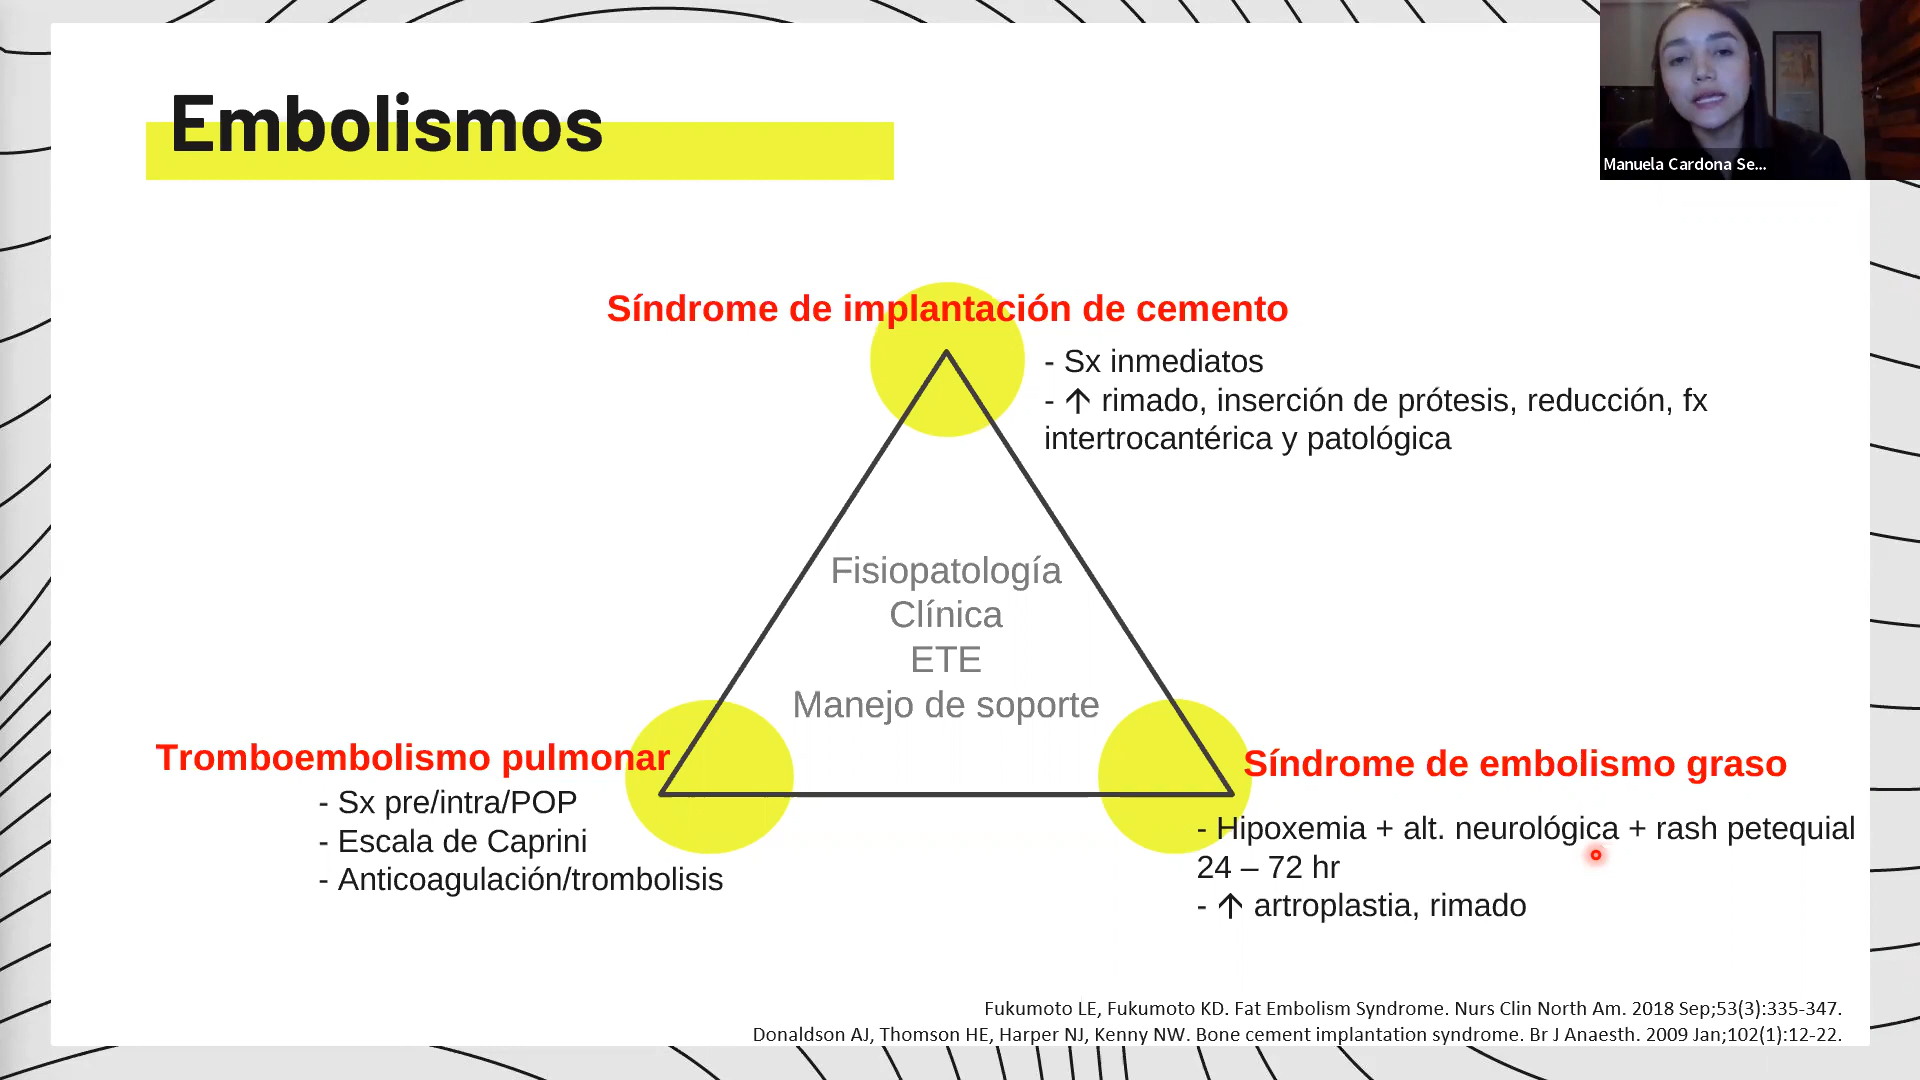 Embolismos
Manuela Cardona Se...
Síndrome de implantación de cemento
- Sx inmediatos
- ↑ rimado, inserción de prótesis, reducción, fx
intertrocantérica y patológica
Fisiopatología
Clínica
ETE
Manejo de soporte
Tromboembolismo pulmonar
- Sx pre/intra/POP
- Escala de Caprini
- Anticoagulación/trombolisis
Síndrome de embolismo graso
- Hipoxemia + alt. neurológica + rash petequial
24 – 72 hr
- ↑ artroplastia, rimado
Fukumoto LE, Fukumoto KD. Fat Embolism Syndrome. Nurs Clin North Am. 2018 Sep;53(3):335-347.
Donaldson AJ, Thomson HE, Harper NJ, Kenny NW. Bone cement implantation syndrome. Br J Anaesth. 2009 Jan;102(1):12-22.